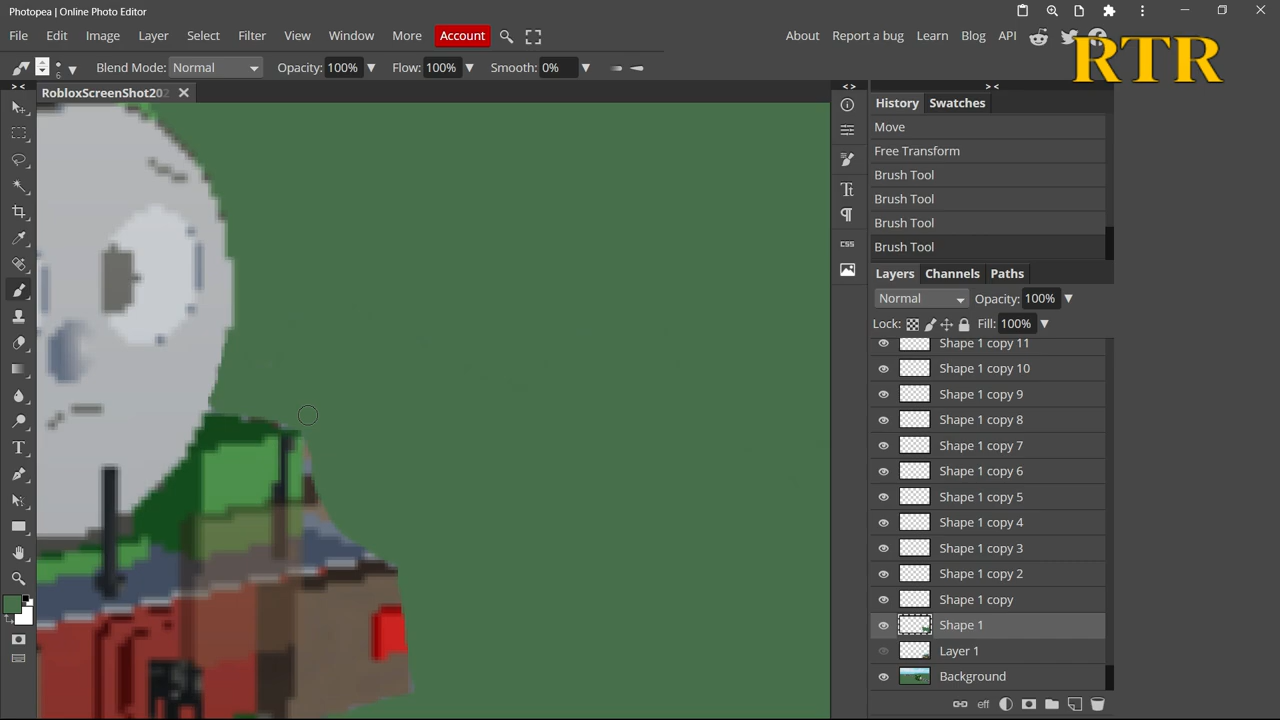 Photopea | Online Photo Editor
File Edit Image Layer Select Filter View Window More Account About Report a bug Learn Blog API
RTR
6 Blend Mode: Normal Opacity: 100% Flow: 100% Smooth: 0%
RobloxScreenShot202
History Swatches
Move
Free Transform
Brush Tool
Brush Tool
Brush Tool
Brush Tool
Layers Channels Paths
Normal Opacity: 100%
Lock: Fill: 100%
Shape 1 copy 11
Shape 1 copy 10
Shape 1 copy 9
Shape 1 copy 8
Shape 1 copy 7
Shape 1 copy 6
Shape 1 copy 5
Shape 1 copy 4
Shape 1 copy 3
Shape 1 copy 2
Shape 1 copy
Shape 1
Layer 1
Background
CSS
eff